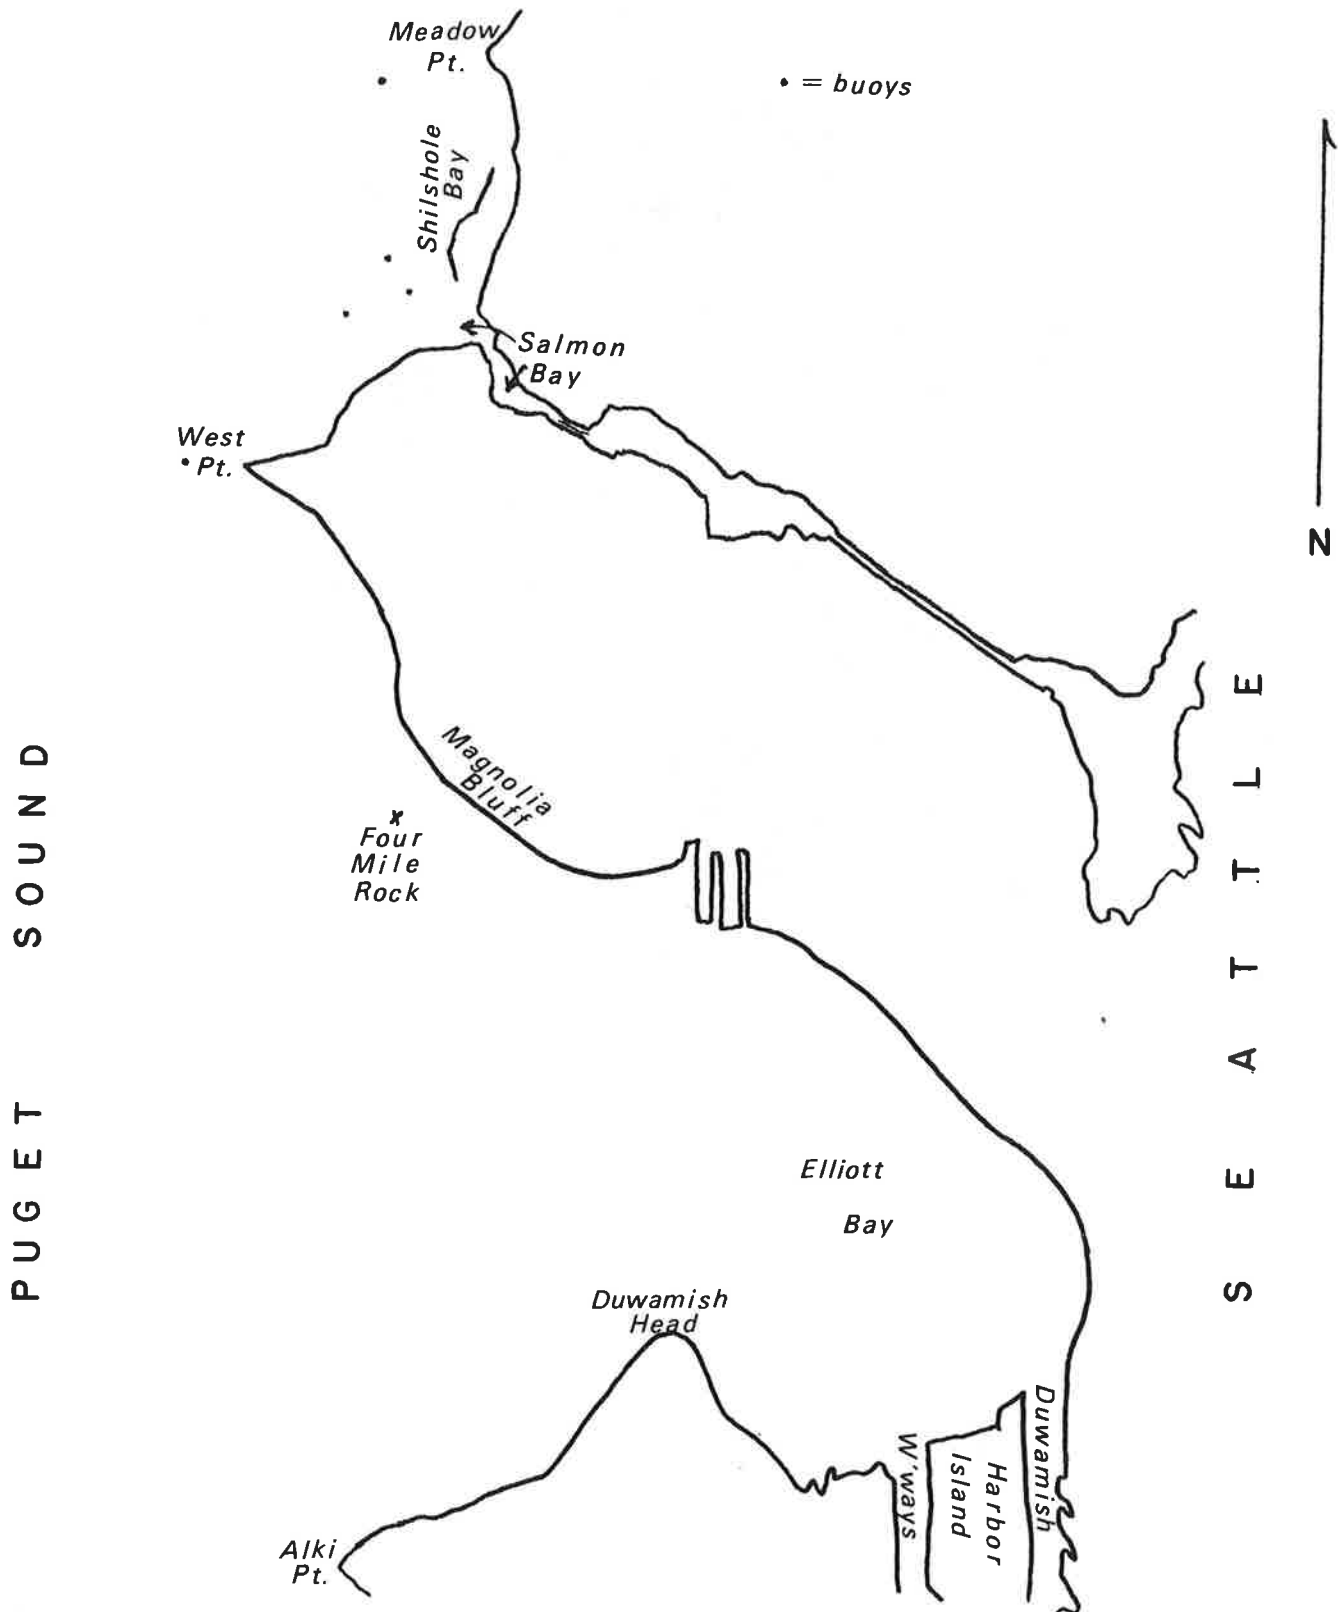 Meadow
Pt.
• = buoys
Shilshole
Bay
Salmon
Bay
West
Pt.
N
Magnolia
Bluff
Four
Mile
Rock
PUGET SOUND
SEATTLE
Elliott
Bay
Duwamish
Head
Duwamish
W'ways
Harbor
Island
Alki
Pt.